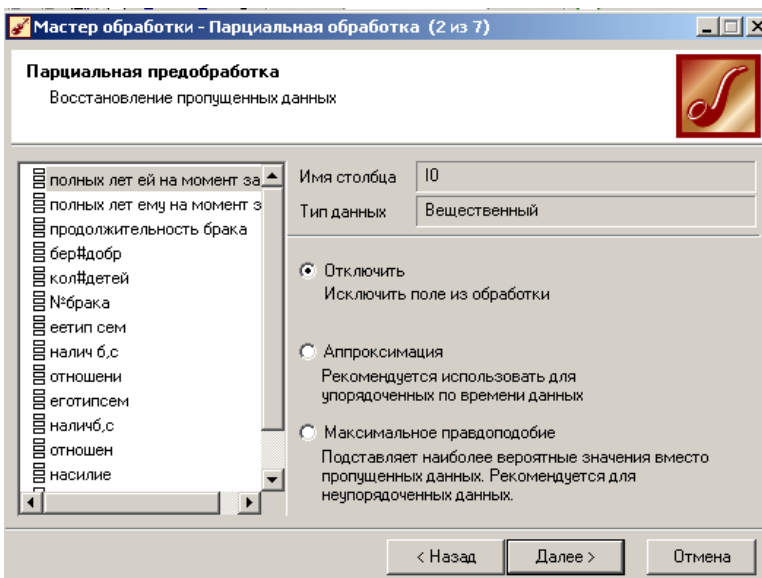 Мастер обработки - Парциальная обработка (2 из 7)
Парциальная предобработка
Восстановление пропущенных данных
полных лет ей на момент за
полных лет ему на момент з
продолжительность брака
бер#добр
кол#детей
№брака
еетип сем
налич б,с
отношени
еготипсем
наличб,с
отношен
насилие
Имя столбца I0
Тип данных Вещественный
Отключить
Исключить поле из обработки
Аппроксимация
Рекомендуется использовать для
упорядоченных по времени данных
Максимальное правдоподобие
Подставляет наиболее вероятные значения вместо
пропущенных данных. Рекомендуется для
неупорядоченных данных.
< Назад Далее > Отмена